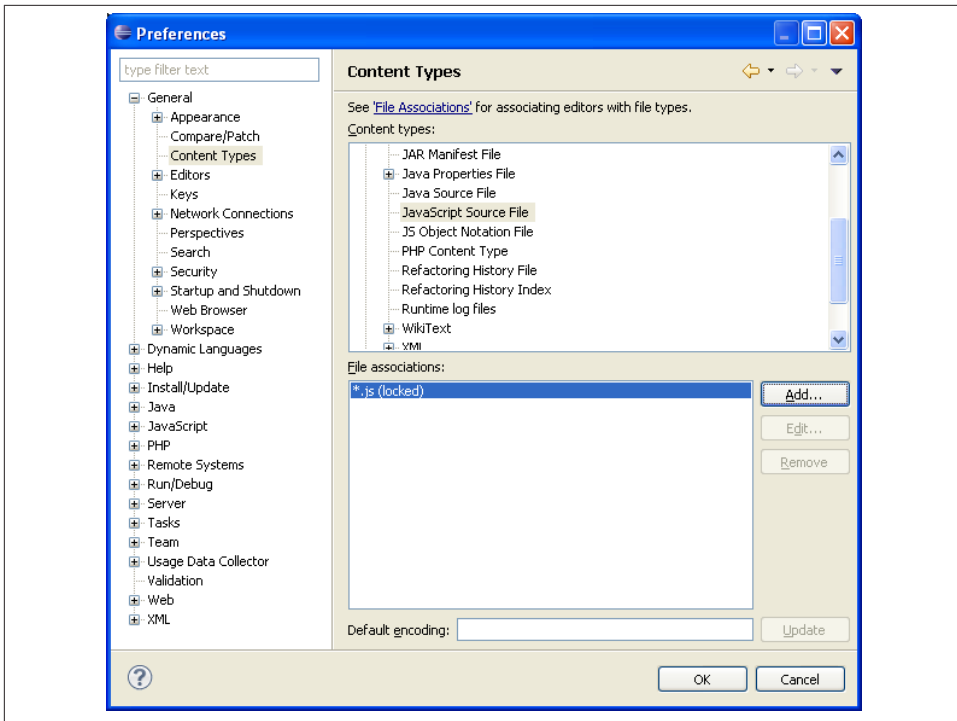 Preferences
type filter text
General
Appearance
Compare/Patch
Content Types
Editors
Keys
Network Connections
Perspectives
Search
Security
Startup and Shutdown
Web Browser
Workspace
Dynamic Languages
Help
Install/Update
Java
JavaScript
PHP
Remote Systems
Run/Debug
Server
Tasks
Team
Usage Data Collector
Validation
Web
XML
Content Types
See 'File Associations' for associating editors with file types.
Content types:
JAR Manifest File
Java Properties File
Java Source File
JavaScript Source File
JS Object Notation File
PHP Content Type
Refactoring History File
Refactoring History Index
Runtime log files
WikiText
XML
File associations:
*.js (locked)
Add...
Edit...
Remove
Default encoding:
Update
?
OK
Cancel